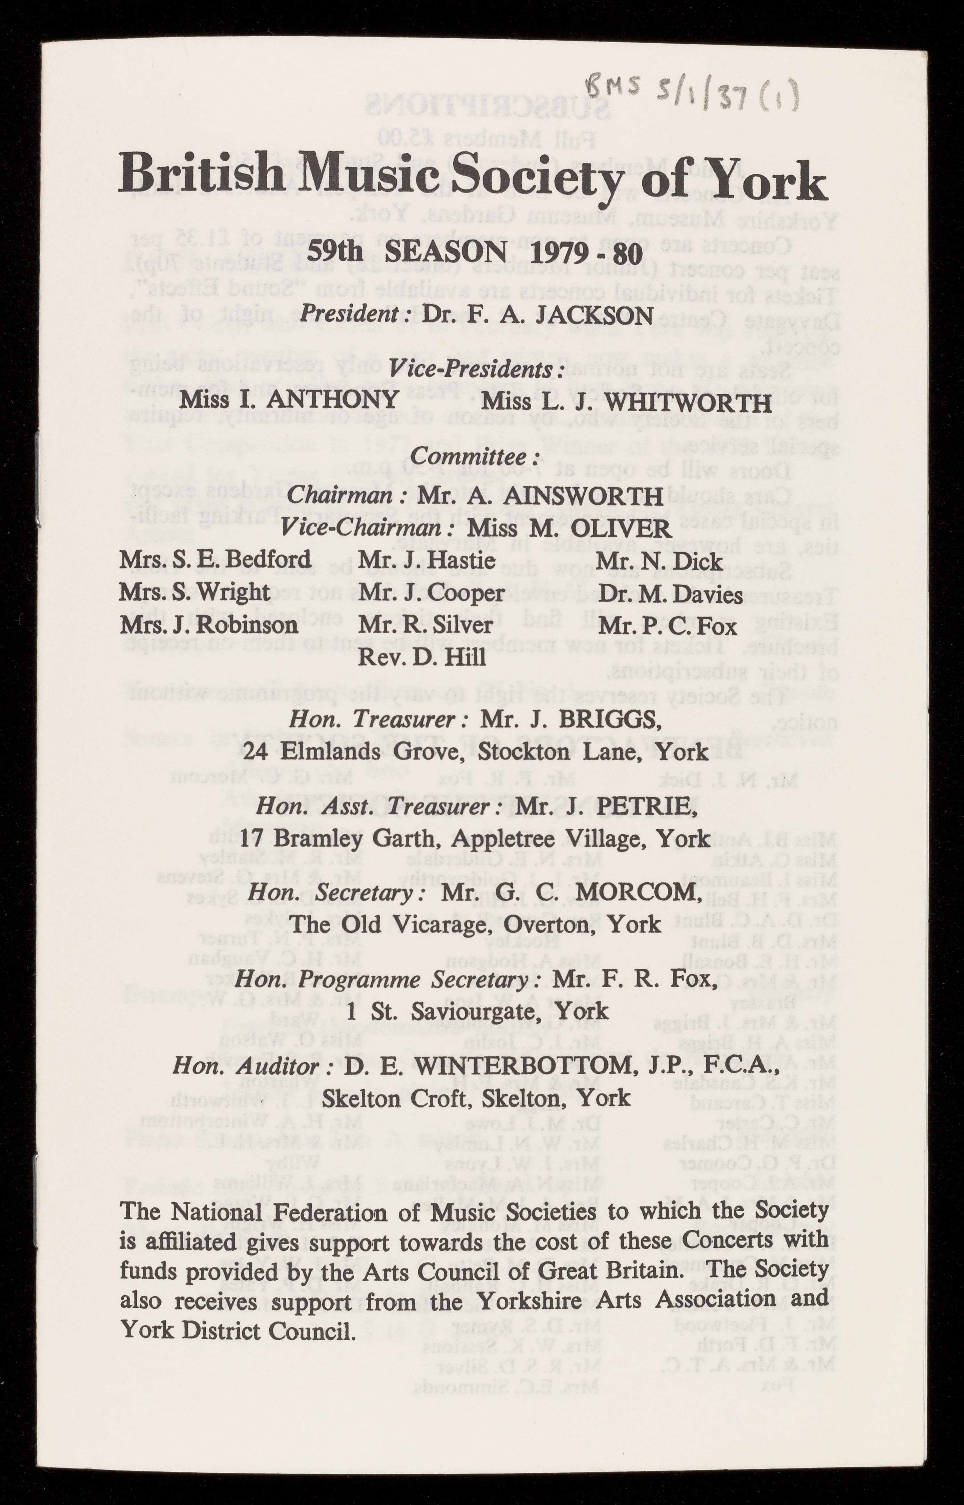 BMS 5/1/37 (1)
British Music Society of York
59th SEASON 1979-80
President: Dr. F. A. JACKSON
Vice-Presidents:
Miss I. ANTHONY Miss L. J. WHITWORTH
Committee:
Chairman: Mr. A. AINSWORTH
Vice-Chairman: Miss M. OLIVER
Mrs. S. E. Bedford Mr. J. Hastie Mr. N. Dick
Mrs. S. Wright Mr. J. Cooper Dr. M. Davies
Mrs. J. Robinson Mr. R. Silver Mr. P. C. Fox
Rev. D. Hill
Hon. Treasurer: Mr. J. BRIGGS,
24 Elmlands Grove, Stockton Lane, York
Hon. Asst. Treasurer: Mr. J. PETRIE,
17 Bramley Garth, Appletree Village, York
Hon. Secretary: Mr. G. C. MORCOM,
The Old Vicarage, Overton, York
Hon. Programme Secretary: Mr. F. R. Fox,
1 St. Saviourgate, York
Hon. Auditor: D. E. WINTERBOTTOM, J.P., F.C.A.,
Skelton Croft, Skelton, York
The National Federation of Music Societies to which the Society
is affiliated gives support towards the cost of these Concerts with
funds provided by the Arts Council of Great Britain. The Society
also receives support from the Yorkshire Arts Association and
York District Council.